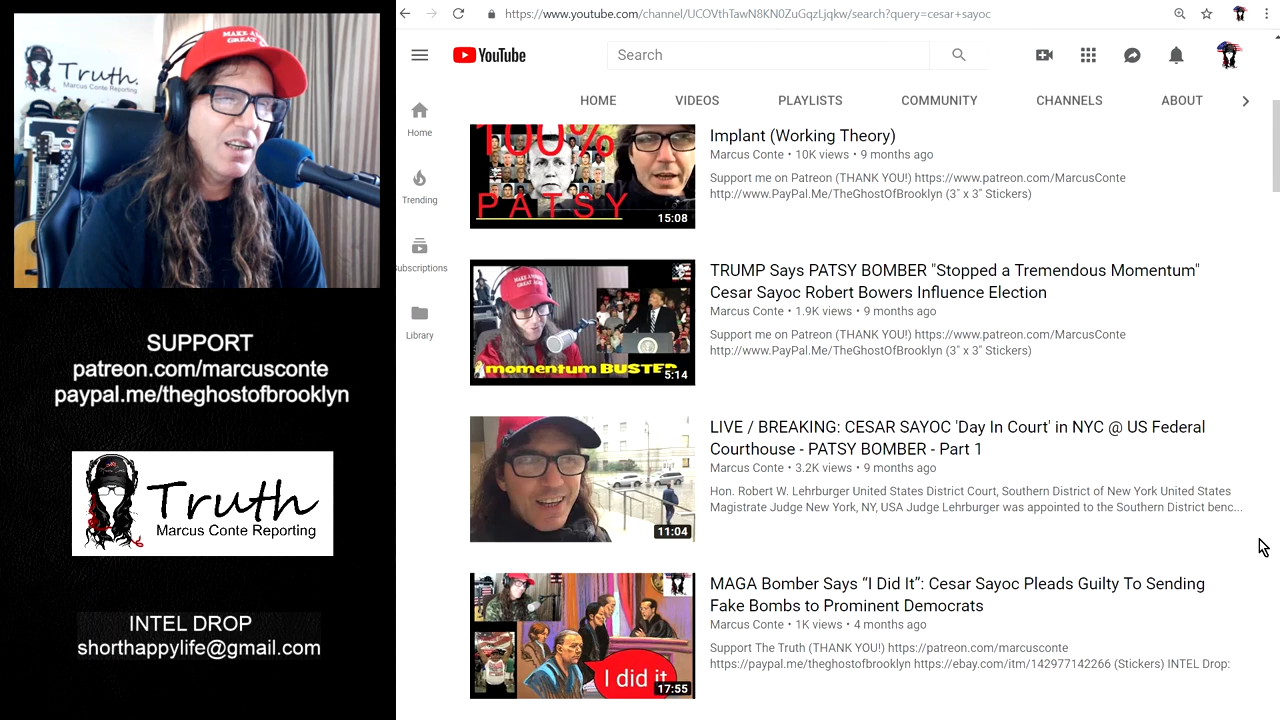 MAKE AM
GREAT AG
Truth.
Marcus Conte Reporting
SUPPORT
patreon.com/marcusconte
paypal.me/theghostofbrooklyn
Truth
Marcus Conte Reporting
INTEL DROP
shorthappylife@gmail.com
https://www.youtube.com/channel/UCOVthTawN8KN0ZuGqzLjqkw/search?query=cesar+sayoc
YouTube
Search
HOME VIDEOS PLAYLISTS COMMUNITY CHANNELS ABOUT
Home
Trending
Subscriptions
Library
100%
PATSY
15:08
Implant (Working Theory)
Marcus Conte • 10K views • 9 months ago
Support me on Patreon (THANK YOU!) https://www.patreon.com/MarcusConte
http://www.PayPal.Me/TheGhostOfBrooklyn (3" x 3" Stickers)
momentum BUSTED
5:14
TRUMP Says PATSY BOMBER "Stopped a Tremendous Momentum"
Cesar Sayoc Robert Bowers Influence Election
Marcus Conte • 1.9K views • 9 months ago
Support me on Patreon (THANK YOU!) https://www.patreon.com/MarcusConte
http://www.PayPal.Me/TheGhostOfBrooklyn (3" x 3" Stickers)
11:04
LIVE / BREAKING: CESAR SAYOC 'Day In Court' in NYC @ US Federal
Courthouse - PATSY BOMBER - Part 1
Marcus Conte • 3.2K views • 9 months ago
Hon. Robert W. Lehrburger United States District Court, Southern District of New York United States
Magistrate Judge New York, NY, USA Judge Lehrburger was appointed to the Southern District benc...
I did it
17:55
MAGA Bomber Says “I Did It”: Cesar Sayoc Pleads Guilty To Sending
Fake Bombs to Prominent Democrats
Marcus Conte • 1K views • 4 months ago
Support The Truth (THANK YOU!) https://patreon.com/marcusconte
https://paypal.me/theghostofbrooklyn https://ebay.com/itm/142977142266 (Stickers) INTEL Drop: